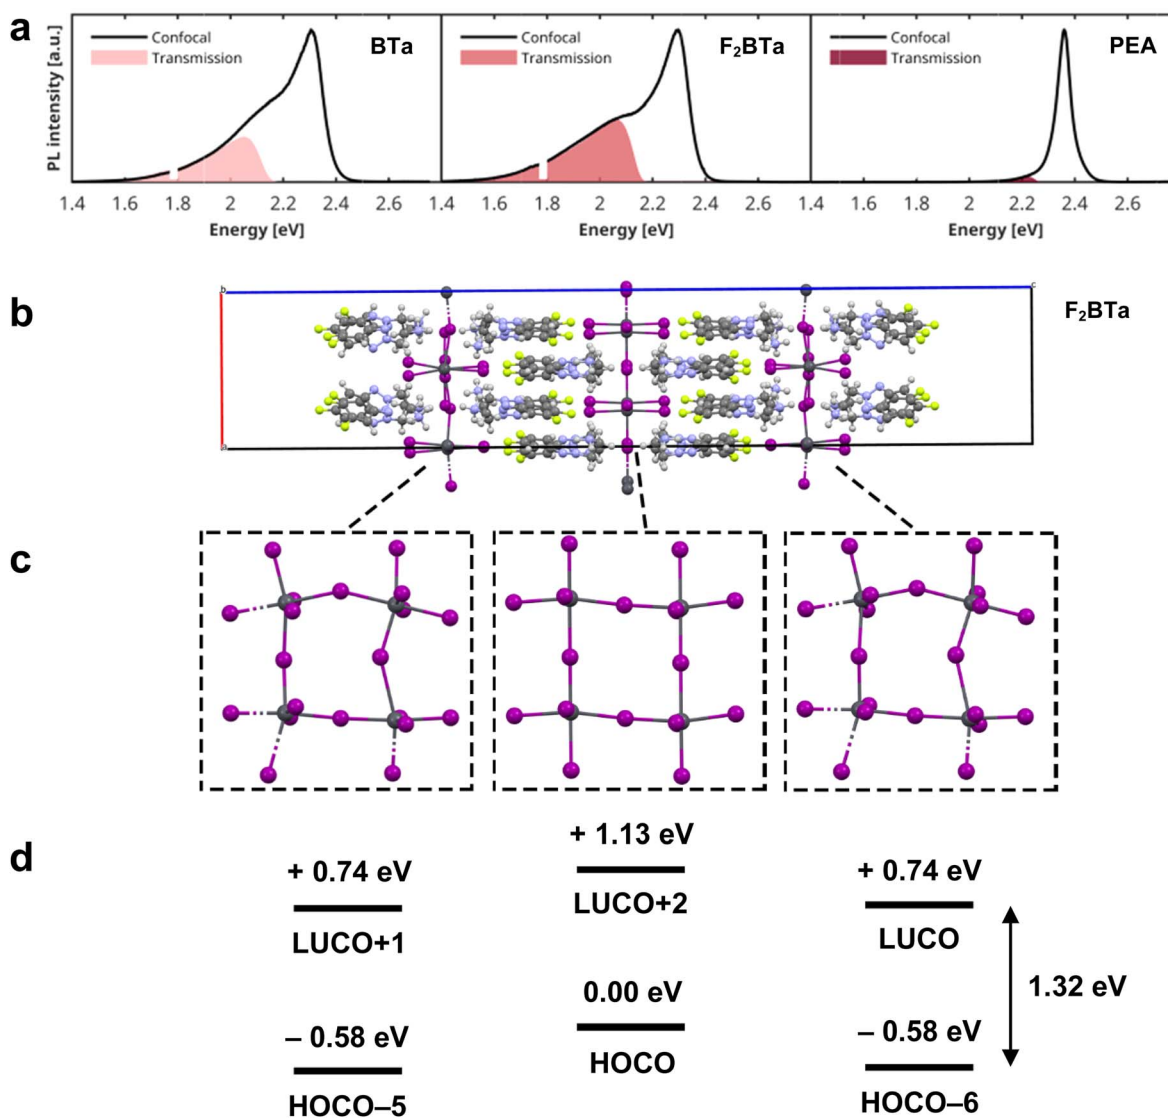 a
PL intensity [a.u.]
Confocal
Transmission
BTa
Confocal
Transmission
F₂BTa
Confocal
Transmission
PEA
1.4 1.6 1.8 2 2.2 2.4 2.6 1.4 1.6 1.8 2 2.2 2.4 2.6 1.4 1.6 1.8 2 2.2 2.4 2.6
Energy [eV] Energy [eV] Energy [eV]
b
F₂BTa
b
c
c
d
+ 0.74 eV
LUCO+1
– 0.58 eV
HOCO–5
+ 1.13 eV
LUCO+2
0.00 eV
HOCO
+ 0.74 eV
LUCO
– 0.58 eV
HOCO–6
1.32 eV